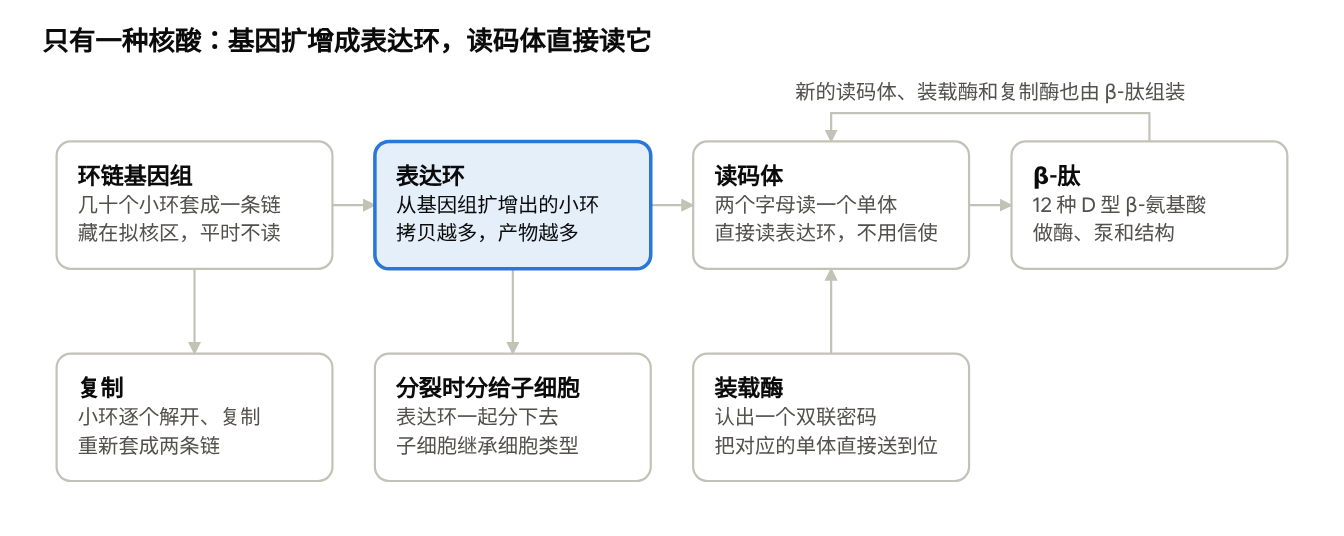 只有一种核酸：基因扩增成表达环，读码体直接读它
新的读码体、装载酶和复制酶也由 β-肽组装
环链基因组
几十个小环套成一条链
藏在拟核区，平时不读
表达环
从基因组扩增出的小环
拷贝越多，产物越多
读码体
两个字母读一个单体
直接读表达环，不用信使
β-肽
12 种 D 型 β-氨基酸
做酶、泵和结构
复制
小环逐个解开、复制
重新套成两条链
分裂时分给子细胞
表达环一起分下去
子细胞继承细胞类型
装载酶
认出一个双联密码
把对应的单体直接送到位